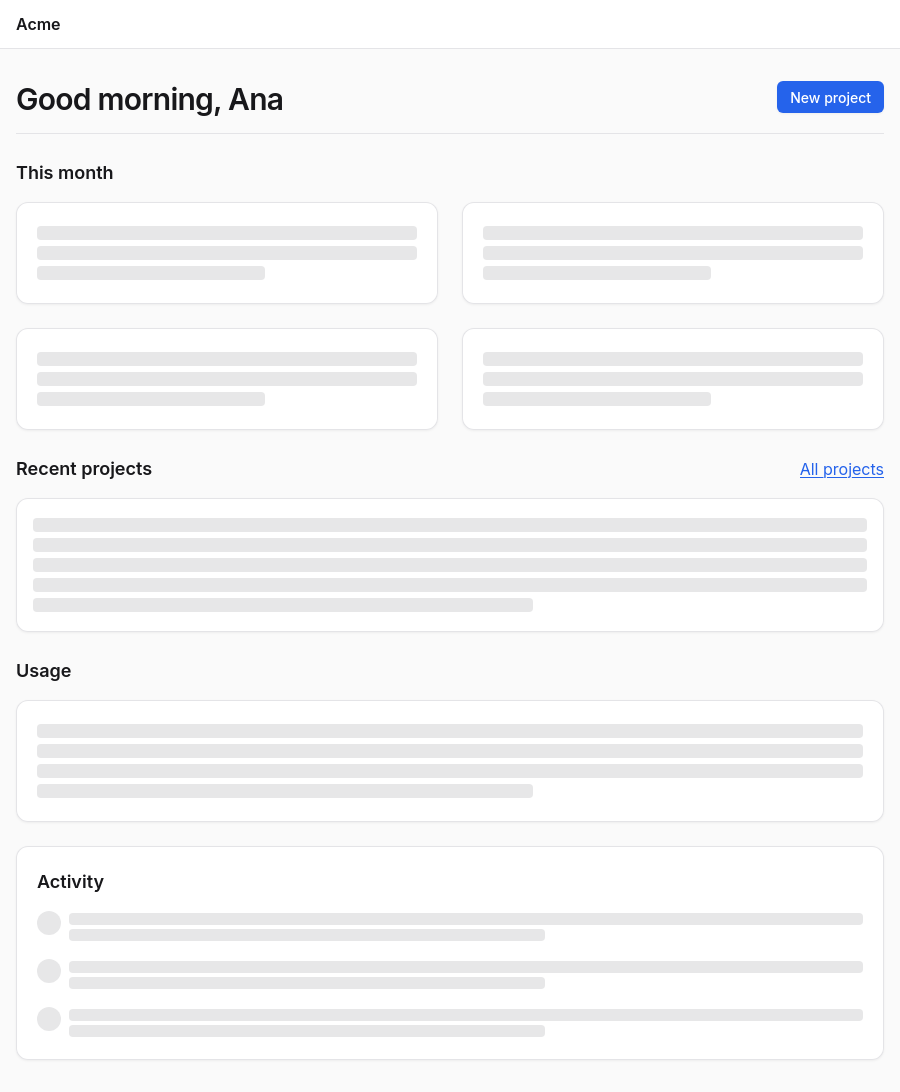 Acme
Good morning, Ana
New project
This month
Recent projects
All projects
Usage
Activity